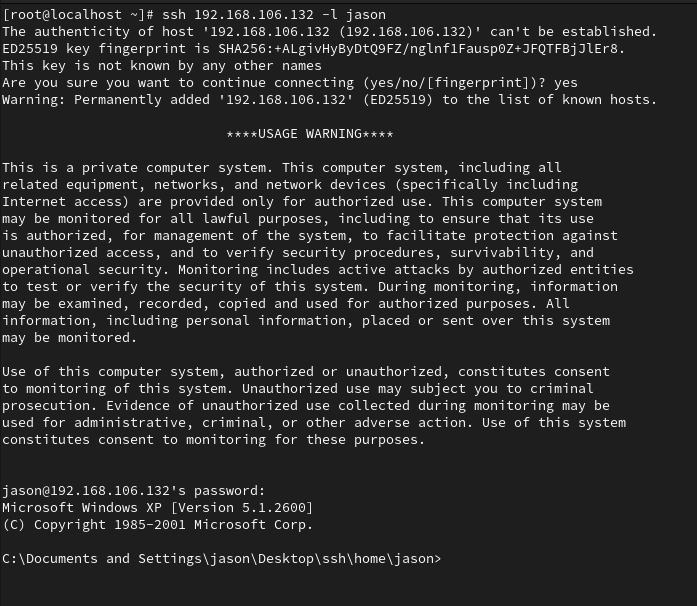 [root@localhost ~]# ssh 192.168.106.132 -l jason
The authenticity of host '192.168.106.132 (192.168.106.132)' can't be established.
ED25519 key fingerprint is SHA256:+ALgivHyByDtQ9FZ/nglnf1Fausp0Z+JFQTFBjJlEr8.
This key is not known by any other names
Are you sure you want to continue connecting (yes/no/[fingerprint])? yes
Warning: Permanently added '192.168.106.132' (ED25519) to the list of known hosts.
****USAGE WARNING****
This is a private computer system. This computer system, including all
related equipment, networks, and network devices (specifically including
Internet access) are provided only for authorized use. This computer system
may be monitored for all lawful purposes, including to ensure that its use
is authorized, for management of the system, to facilitate protection against
unauthorized access, and to verify security procedures, survivability, and
operational security. Monitoring includes active attacks by authorized entities
to test or verify the security of this system. During monitoring, information
may be examined, recorded, copied and used for authorized purposes. All
information, including personal information, placed or sent over this system
may be monitored.
Use of this computer system, authorized or unauthorized, constitutes consent
to monitoring of this system. Unauthorized use may subject you to criminal
prosecution. Evidence of unauthorized use collected during monitoring may be
used for administrative, criminal, or other adverse action. Use of this system
constitutes consent to monitoring for these purposes.
jason@192.168.106.132's password:
Microsoft Windows XP [Version 5.1.2600]
(C) Copyright 1985-2001 Microsoft Corp.
C:\Documents and Settings\jason\Desktop\ssh\home\jason>